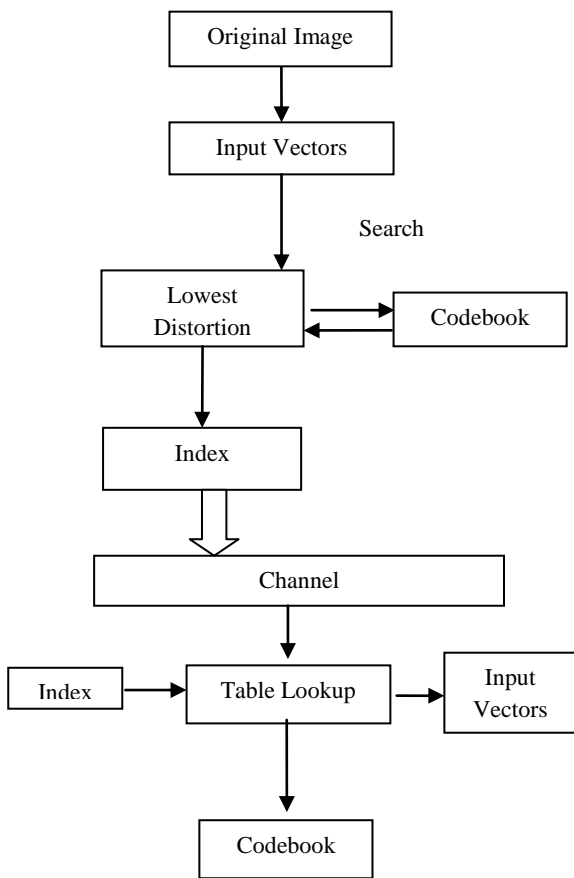 Original Image
Input Vectors
Search
Lowest
Distortion
Codebook
Index
Channel
Index
Table Lookup
Input
Vectors
Codebook